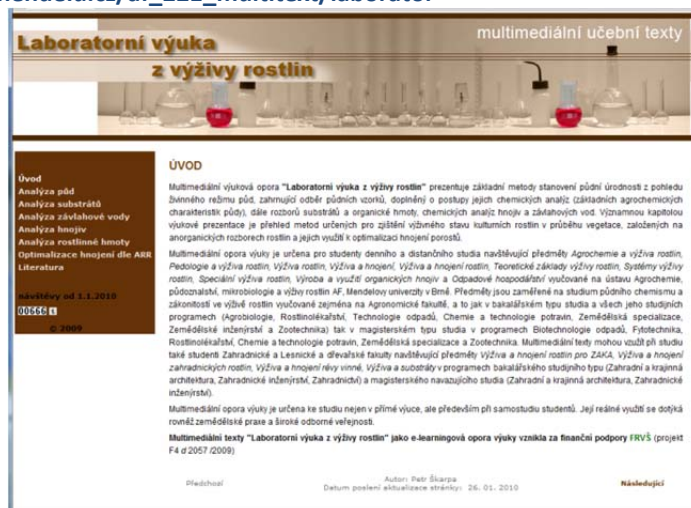 Laboratorní výuka
z výživy rostlin
multimediální učební texty
Úvod
Analýza půd
Analýza substrátů
Analýza závlahové vody
Analýza hnojiv
Analýza rostlinné hmoty
Optimalizace hnojení dle ARR
Literatura
návštěvy od 1.1.2010
00666
© 2009
ÚVOD
Multimediální výuková opora "Laboratorní výuka z výživy rostlin" prezentuje základní metody stanovení půdní úrodnosti z pohledu
živinného režimu půd, zahrnující odběr půdních vzorků, doplněný o postupy jejich chemických analýz (základních agrochemických
charakteristik půdy), dále rozborů substrátů a organické hmoty, chemických analýz hnojiv a závlahových vod. Významnou kapitolou
výukové prezentace je přehled metod určených pro zjištění výživného stavu kulturních rostlin v průběhu vegetace, založených na
anorganických rozborech rostlin a jejich využití k optimalizaci hnojení porostů.
Multimediální opora výuky je určena pro studenty denního a distančního studia navštěvující předměty Agrochemie a výživa rostlin,
Pedologie a výživa rostlin, Výživa rostlin, Výživa a hnojení, Výživa a hnojení rostlin, Teoretické základy výživy rostlin, Systémy výživy
rostlin, Speciální výživa rostlin, Výroba a využití organických hnojiv a Odpadové hospodářství vyučované na ústavu Agrochemie,
půdoznalství, mikrobiologie a výživy rostlin AF, Mendelovy univerzity v Brně. Předměty jsou zaměřené na studium půdního chemismu a
zákonitostí ve výživě rostlin vyučované zejména na Agronomické fakultě, a to jak v bakalářském typu studia a všech jeho studijních
programech (Agrobiologie, Rostlinolékařství, Technologie odpadů, Chemie a technologie potravin, Zemědělská specializace,
Zemědělské inženýrství a Zootechnika) tak v magisterském typu studia v programech Biotechnologie odpadů, Fytotechnika,
Rostlinolékařství, Chemie a technologie potravin, Zemědělská specializace a Zootechnika. Multimediální texty mohou využít při studiu
také studenti Zahradnické a Lesnické a dřevařské fakulty navštěvující předměty Výživa a hnojení rostlin pro ZAKA, Výživa a hnojení
zahradnických rostlin, Výživa a hnojení révy vinné, Výživa a substráty v programech bakalářského studijního typu (Zahradní a krajinná
architektura, Zahradnické inženýrství, Zahradnictví) a magisterského navazujícího studia (Zahradní a krajinná architektura, Zahradnické
inženýrství).
Multimediální opora výuky je určena ke studiu nejen v přímé výuce, ale především při samostudiu studentů. Její reálné využití se dotýká
rovněž zemědělské praxe a široké odborné veřejnosti.
Multimediální texty "Laboratorní výuka z výživy rostlin" jako e-learningová opora výuky vznikla za finanční podpory FRVŠ (projekt
F4 d 2057 /2009)
Předchozí
Autor: Petr Škarpa
Datum poslení aktualizace stránky: 26. 01. 2010
Následující